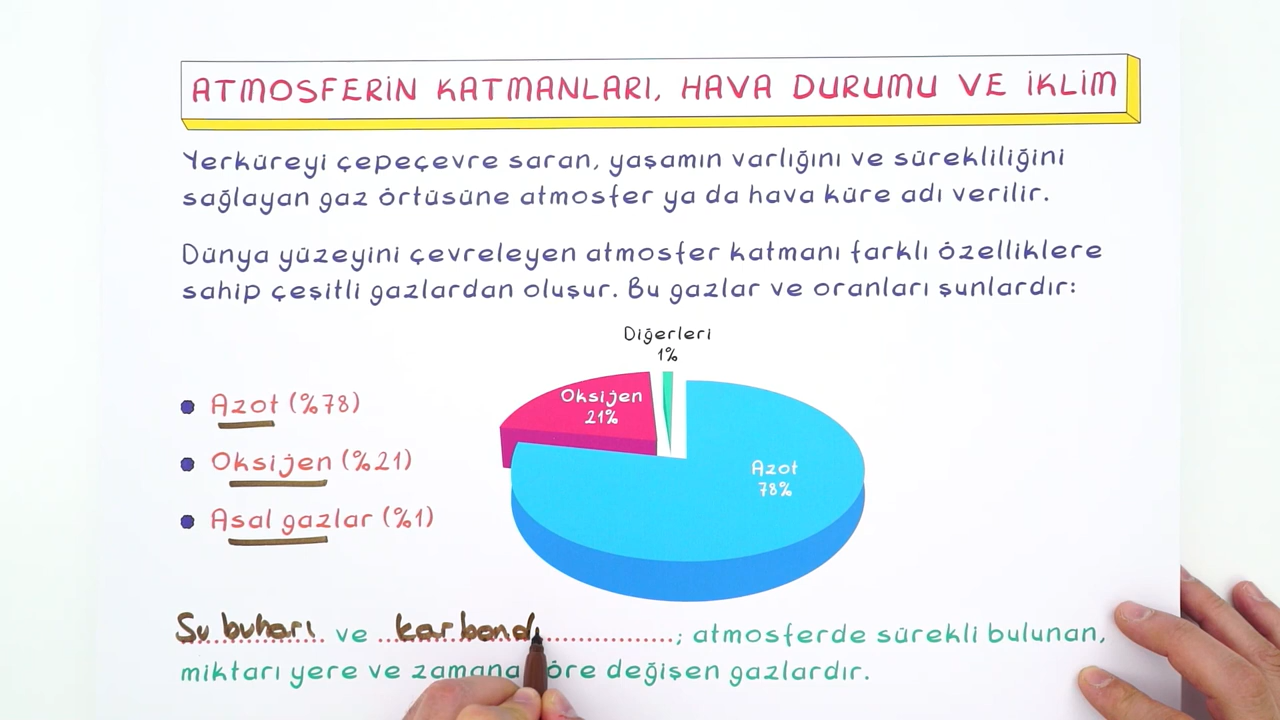 ATMOSFERİN KATMANLARI, HAVA DURUMU VE İKLİM
Yerküreyi çepeçevre saran, yaşamın varlığını ve sürekliliğini
sağlayan gaz örtüsüne atmosfer ya da hava küre adı verilir.
Dünya yüzeyini çevreleyen atmosfer katmanı farklı özelliklere
sahip çeşitli gazlardan oluşur. Bu gazlar ve oranları şunlardır:
Diğerleri
1%
Azot (%78)
Oksijen
21%
Oksijen (%21)
Azot
78%
Asal gazlar (%1)
Su buharı ve karbond ; atmosferde sürekli bulunan,
miktarı yere ve zamana değişen gazlardır.